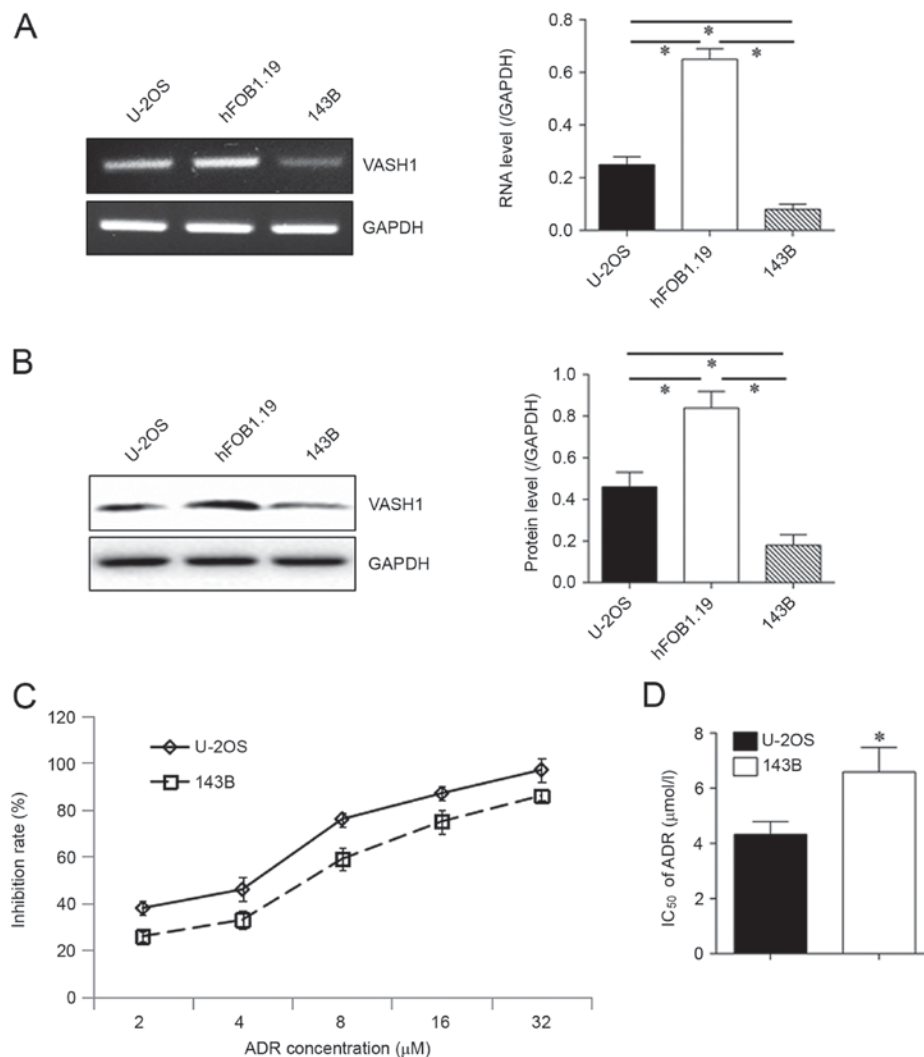 A
U-2OS
hFOB1.19
143B
VASH1
GAPDH
RNA level (/GAPDH)
0.8
0.6
0.4
0.2
0.0
*
* *
U-2OS
hFOB1.19
143B
B
U-2OS
hFOB1.19
143B
VASH1
GAPDH
Protein level (/GAPDH)
1.0
0.8
0.6
0.4
0.2
0.0
*
* *
U-2OS
hFOB1.19
143B
C
Inhibition rate (%)
120
100
80
60
40
20
0
U-2OS
143B
2 4 8 16 32
ADR concentration (μM)
D
IC₅₀ of ADR (μmol/l)
8
6
4
2
0
U-2OS
143B
*